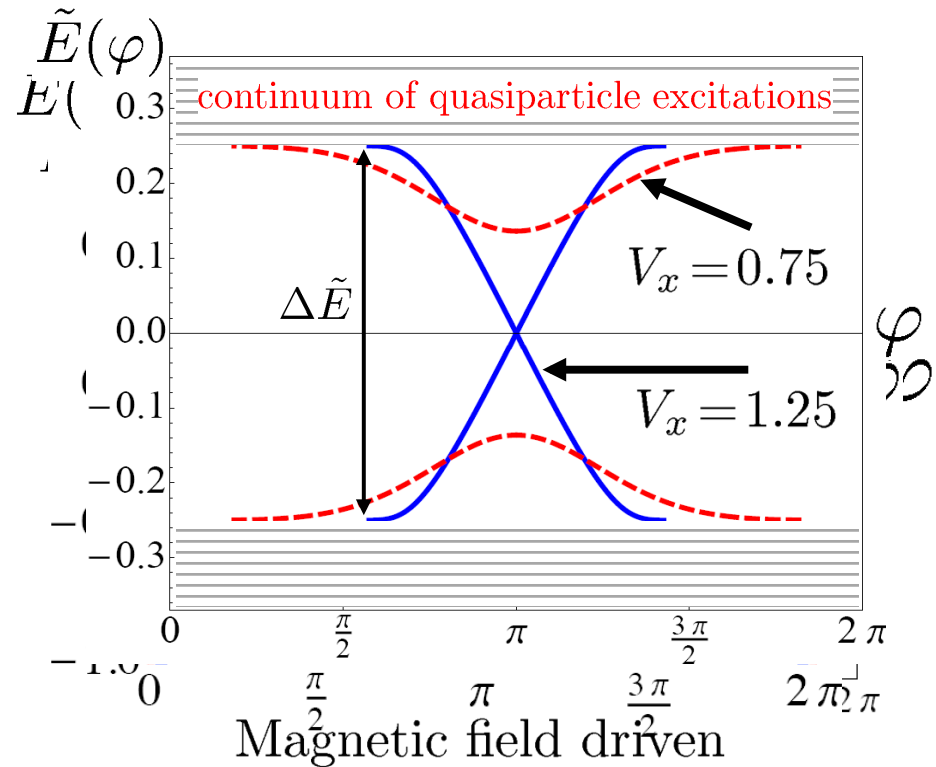 Ẽ(φ)
E(
0.3
continuum of quasiparticle excitations
0.2
0.1
V_x = 0.75
ΔẼ
0.0
φ
−0.1
V_x = 1.25
−0.2
−0.3
0 π/2 π 3π/2 2π
0 π/2 π 3π/2 2π 2π
Magnetic field driven